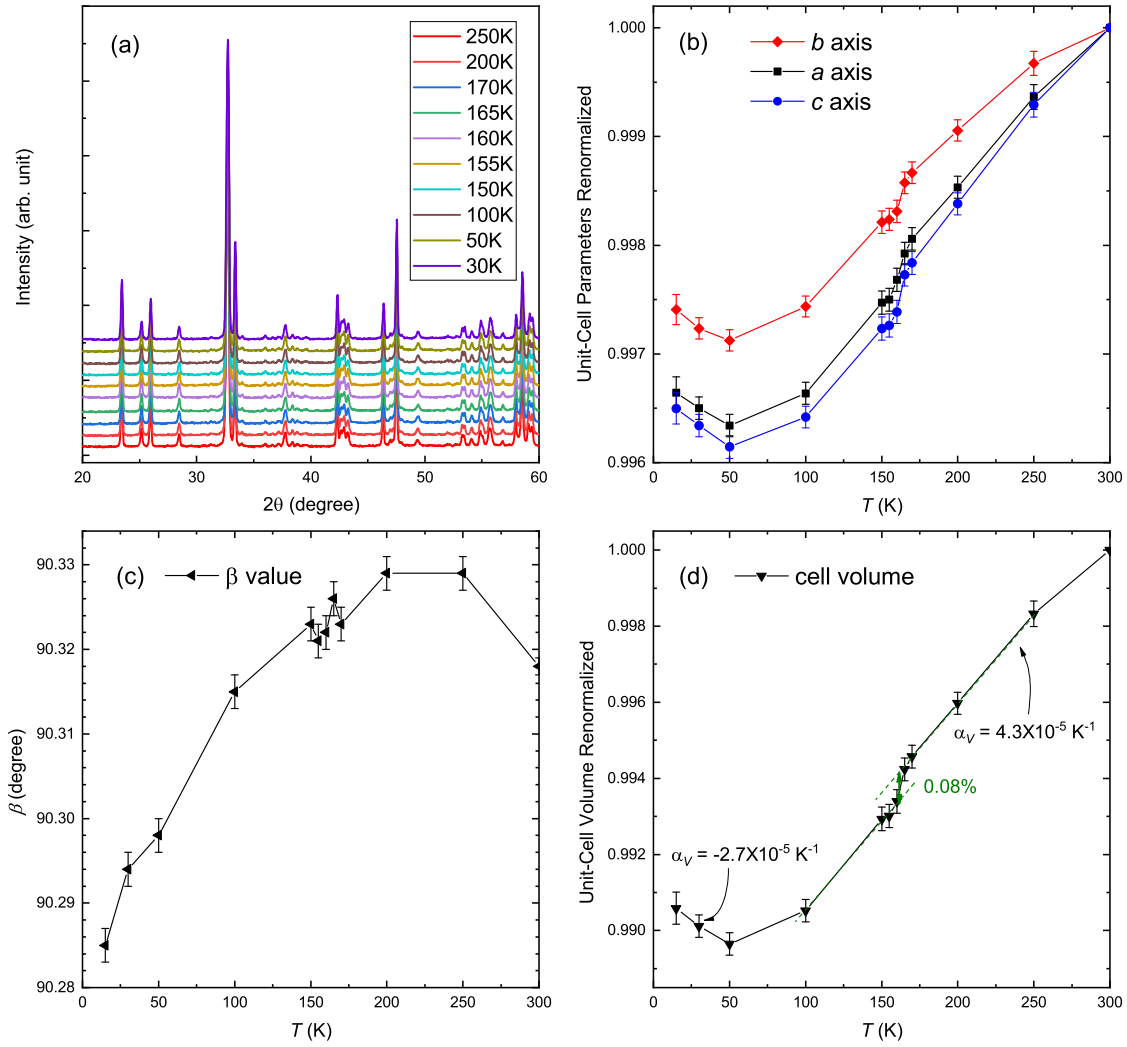 (a)
250K
200K
170K
165K
160K
155K
150K
100K
50K
30K
Intensity (arb. unit)
20 30 40 50 60
2θ (degree)
(b)
b axis
a axis
c axis
1.000
0.999
0.998
0.997
0.996
Unit-Cell Parameters Renormalized
0 50 100 150 200 250 300
T (K)
(c)
β value
90.33
90.32
90.31
90.30
90.29
90.28
β (degree)
0 50 100 150 200 250 300
T (K)
(d)
cell volume
1.000
0.998
0.996
0.994
0.992
0.990
Unit-Cell Volume Renormalized
αV = 4.3X10-5 K-1
0.08%
αV = -2.7X10-5 K-1
0 50 100 150 200 250 300
T (K)